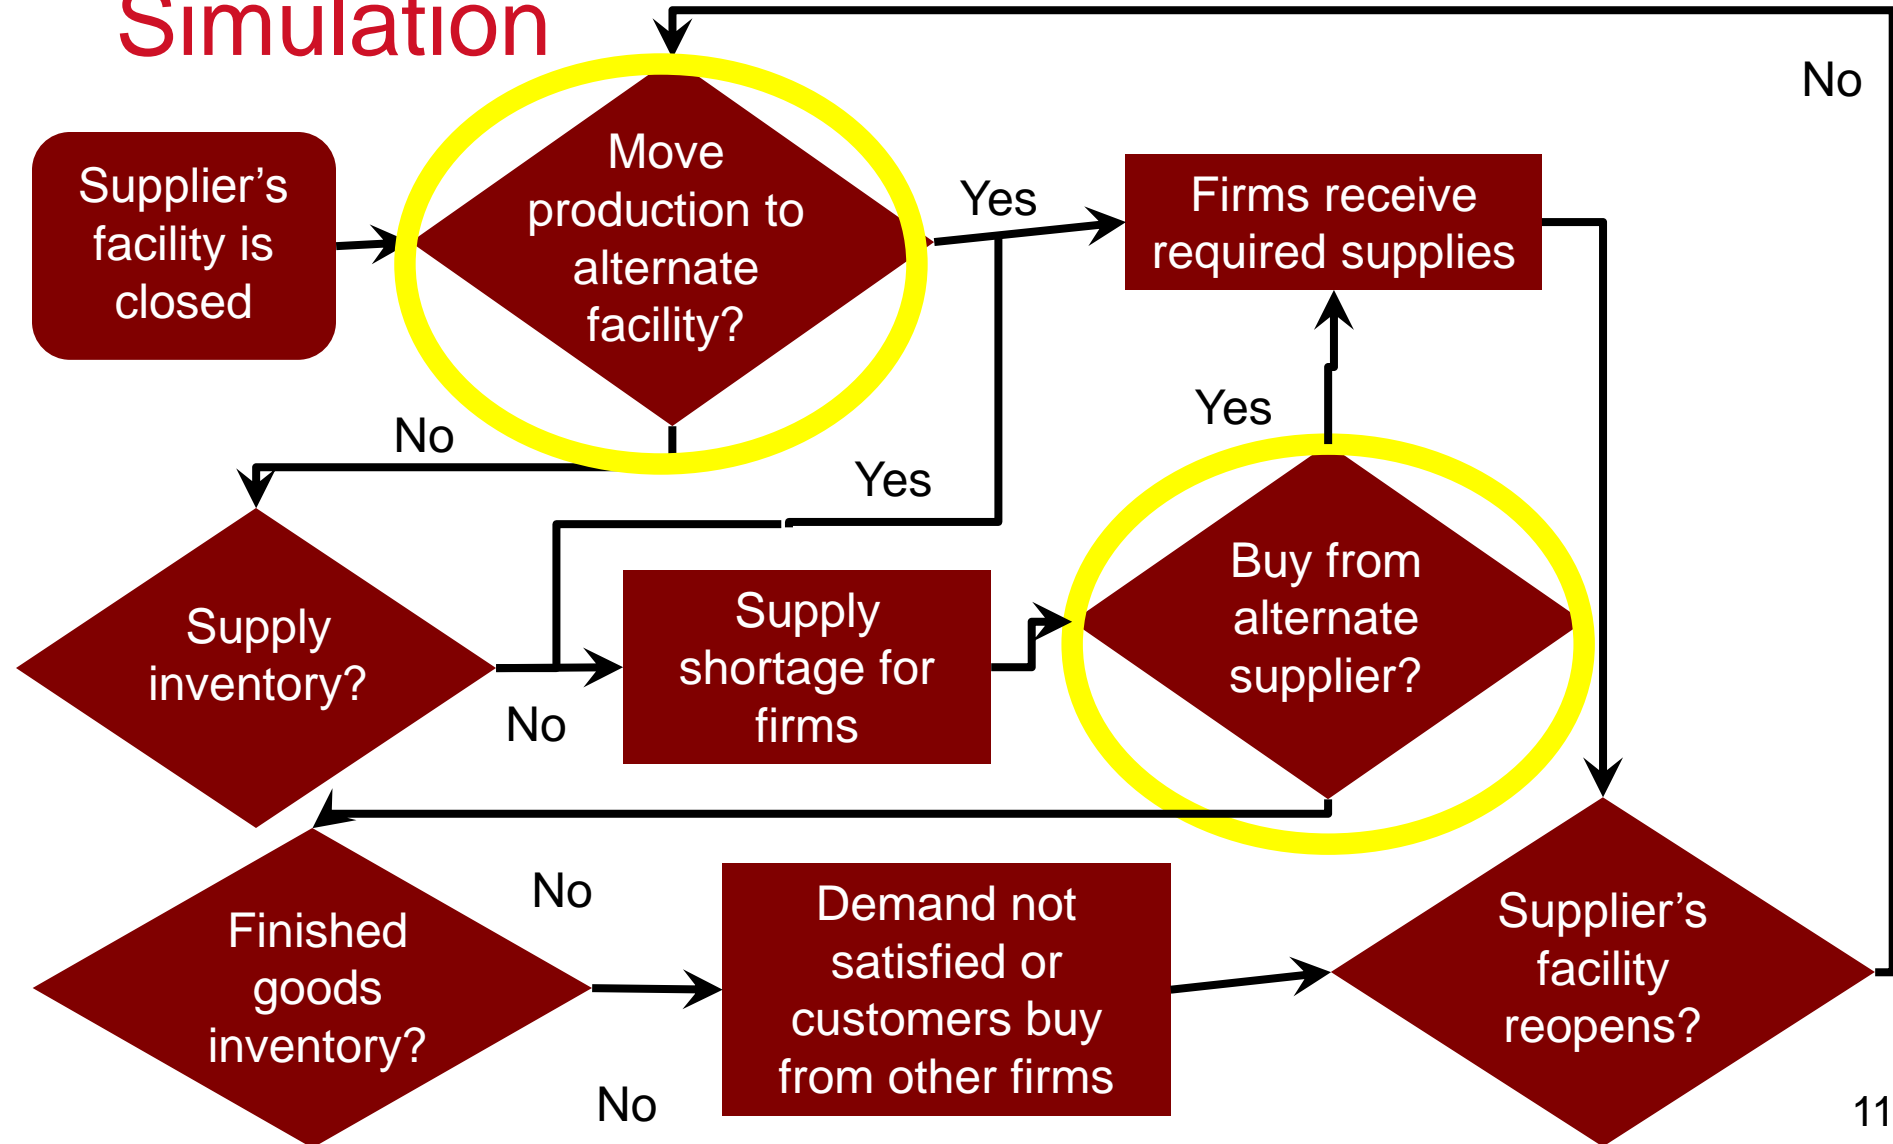 Simulation
No
Supplier’s
facility is
closed
Move
production to
alternate
facility?
Yes
Firms receive
required supplies
No
Yes
Yes
Supply
inventory?
No
Supply
shortage for
firms
Buy from
alternate
supplier?
No
Finished
goods
inventory?
No
Demand not
satisfied or
customers buy
from other firms
Supplier’s
facility
reopens?
11